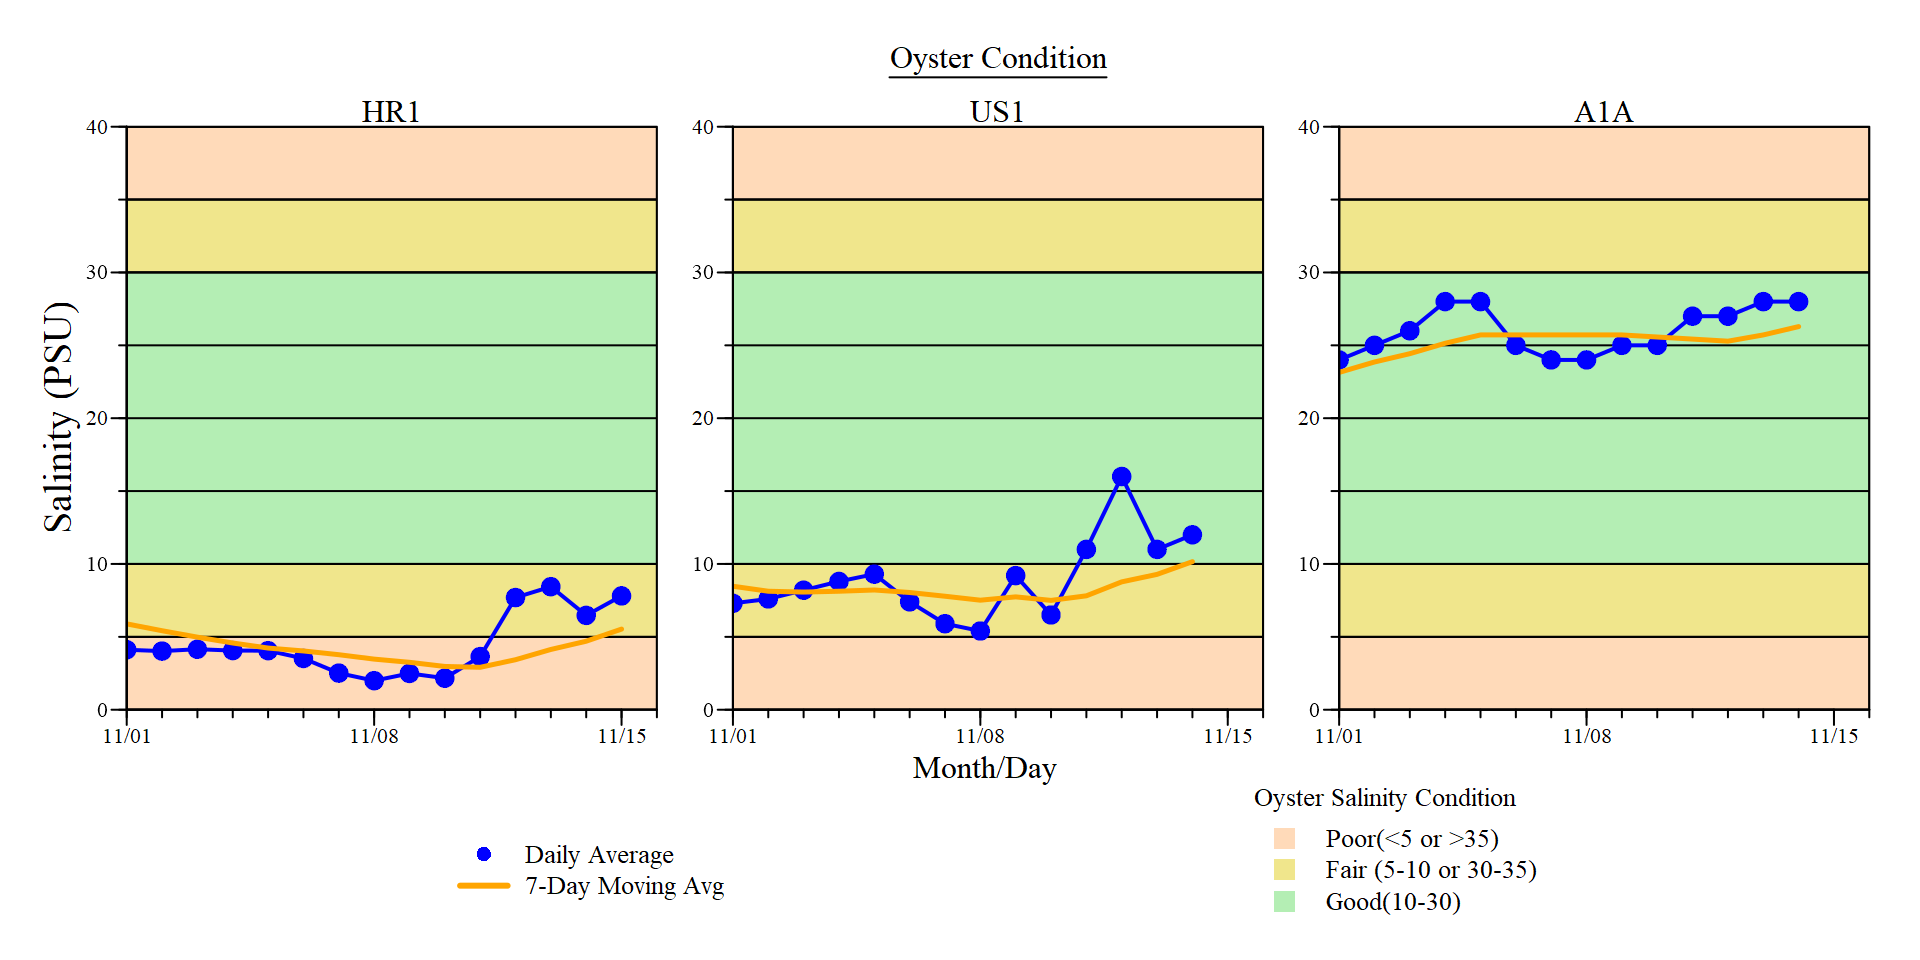 Oyster Condition
HR1
US1
A1A
Salinity (PSU)
40
30
20
10
0
11/01
11/08
11/15
40
30
20
10
0
11/01
11/08
11/15
40
30
20
10
0
11/01
11/08
11/15
Month/Day
Daily Average
7-Day Moving Avg
Oyster Salinity Condition
Poor(<5 or >35)
Fair (5-10 or 30-35)
Good(10-30)